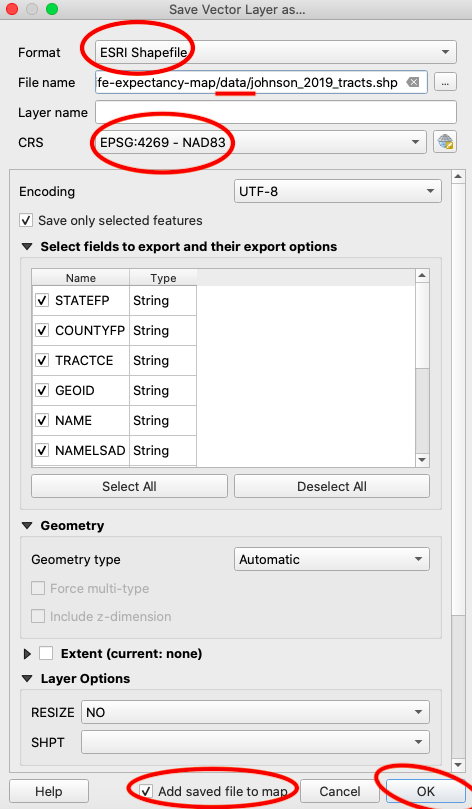 Save Vector Layer as...
Format ESRI Shapefile
File name fe-expectancy-map/data/johnson_2019_tracts.shp ...
Layer name
CRS EPSG:4269 - NAD83
Encoding UTF-8
Save only selected features
Select fields to export and their export options
Name Type
STATEFP String
COUNTYFP String
TRACTCE String
GEOID String
NAME String
NAMELSAD String
Select All Deselect All
Geometry
Geometry type Automatic
Force multi-type
Include z-dimension
Extent (current: none)
Layer Options
RESIZE NO
SHPT
Help Add saved file to map Cancel OK